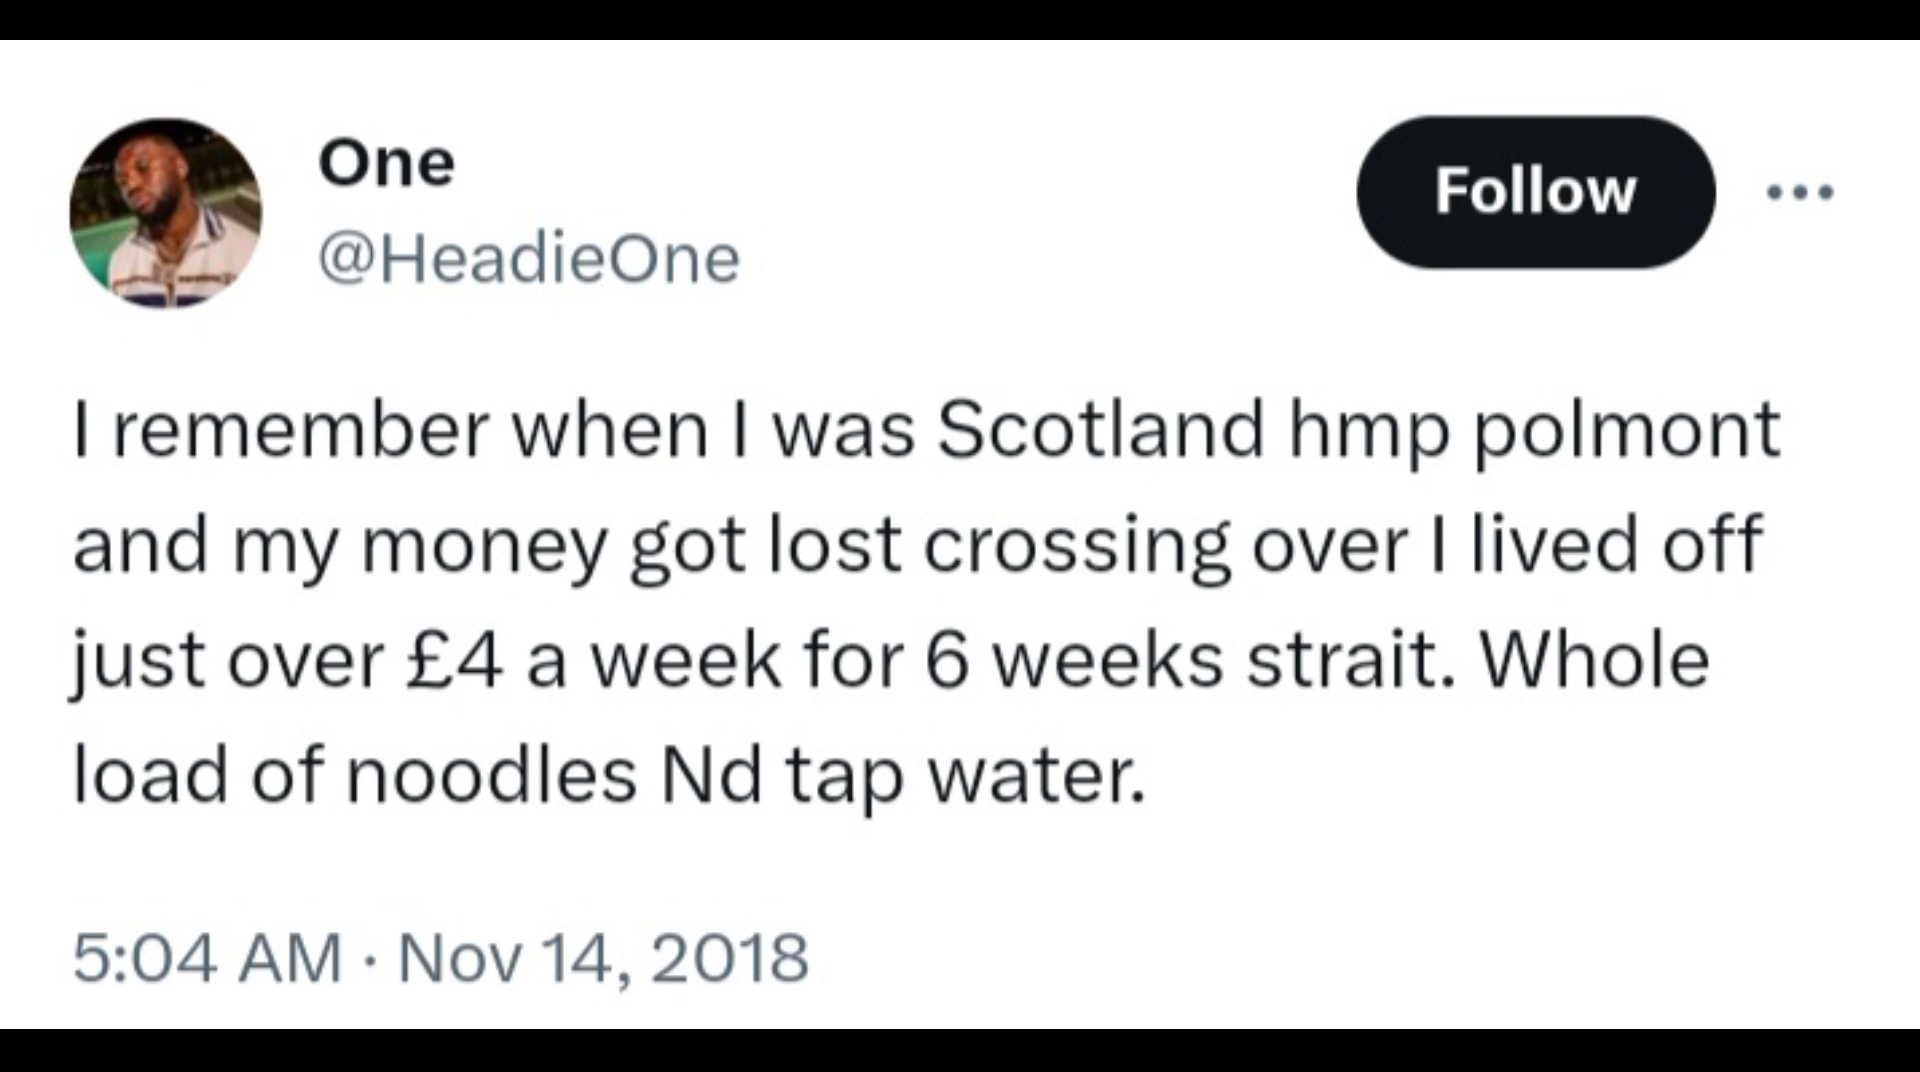 One
@HeadieOne
Follow
I remember when I was Scotland hmp polmont
and my money got lost crossing over I lived off
just over £4 a week for 6 weeks strait. Whole
load of noodles Nd tap water.
5:04 AM · Nov 14, 2018